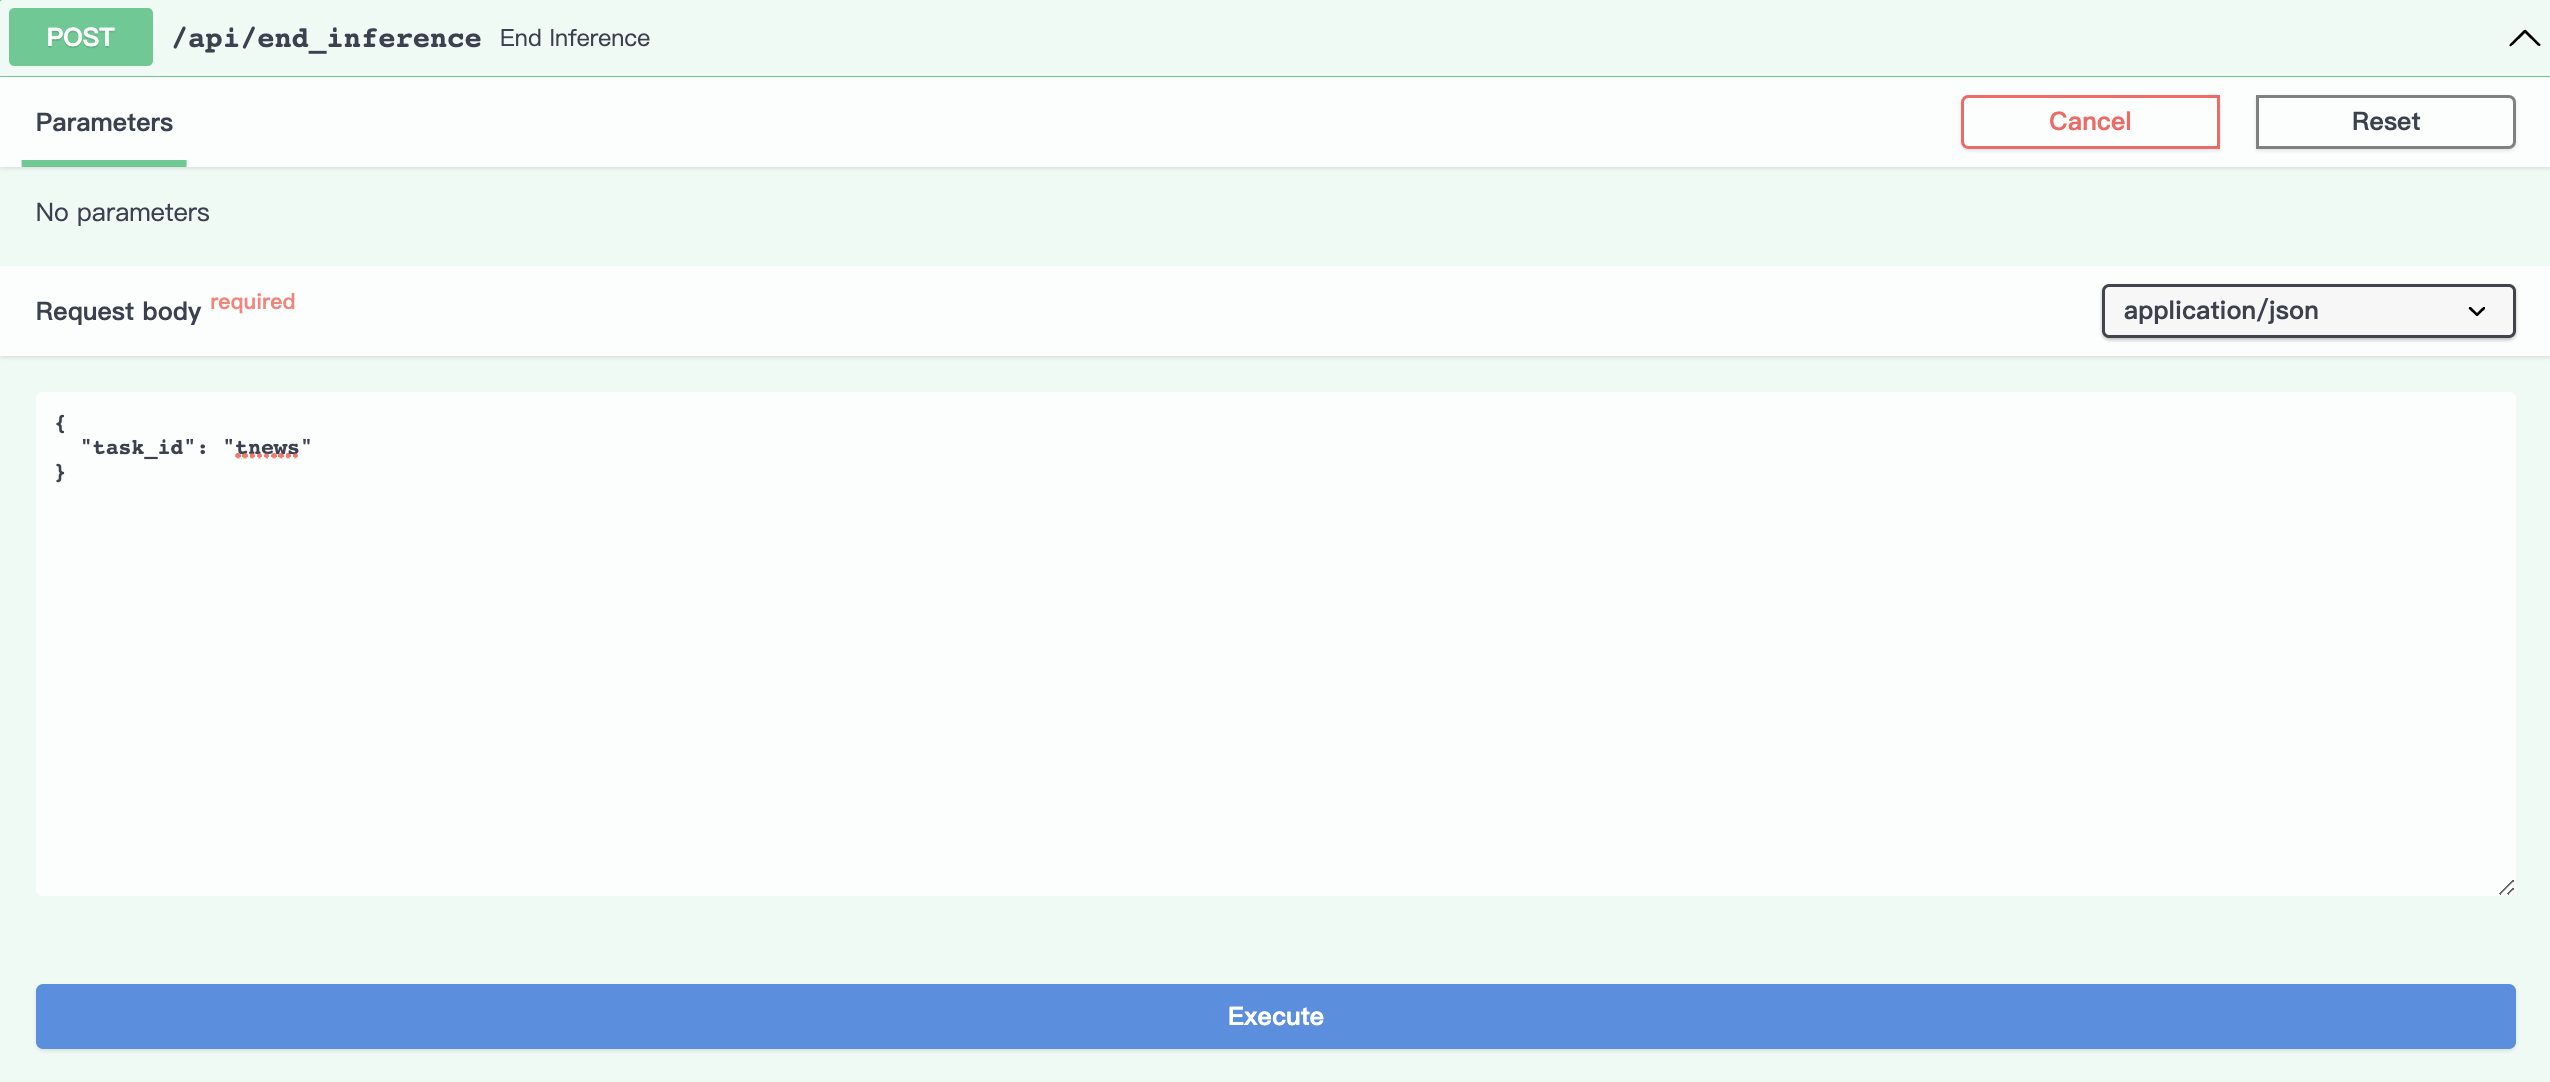 POST /api/end_inference End Inference
Parameters
Cancel
Reset
No parameters
Request body required
application/json
{
  "task_id": "tnews"
}
Execute